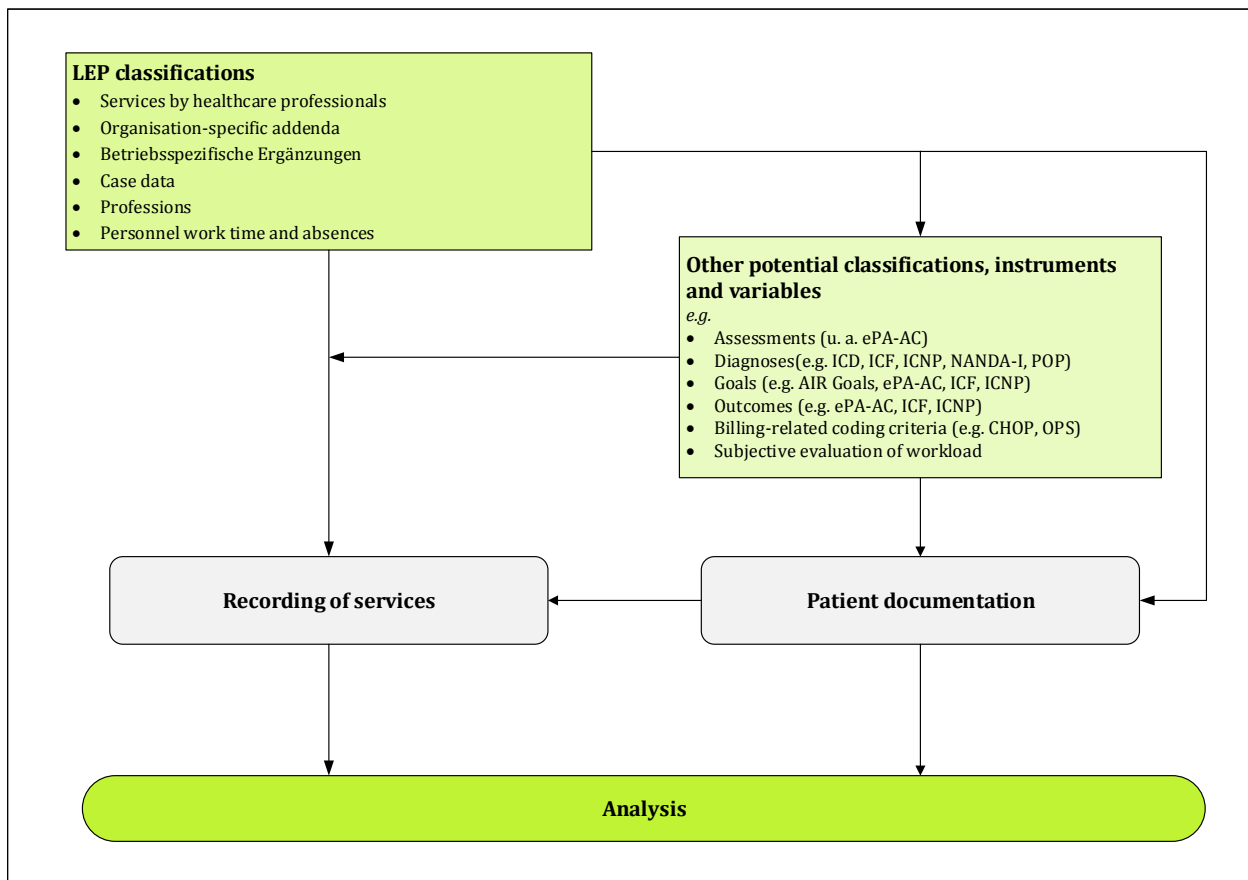 LEP classifications
• Services by healthcare professionals
• Organisation-specific addenda
• Betriebsspezifische Ergänzungen
• Case data
• Professions
• Personnel work time and absences
Other potential classifications, instruments
and variables
e.g.
• Assessments (u. a. ePA-AC)
• Diagnoses(e.g. ICD, ICF, ICNP, NANDA-I, POP)
• Goals (e.g. AIR Goals, ePA-AC, ICF, ICNP)
• Outcomes (e.g. ePA-AC, ICF, ICNP)
• Billing-related coding criteria (e.g. CHOP, OPS)
• Subjective evaluation of workload
Recording of services
Patient documentation
Analysis